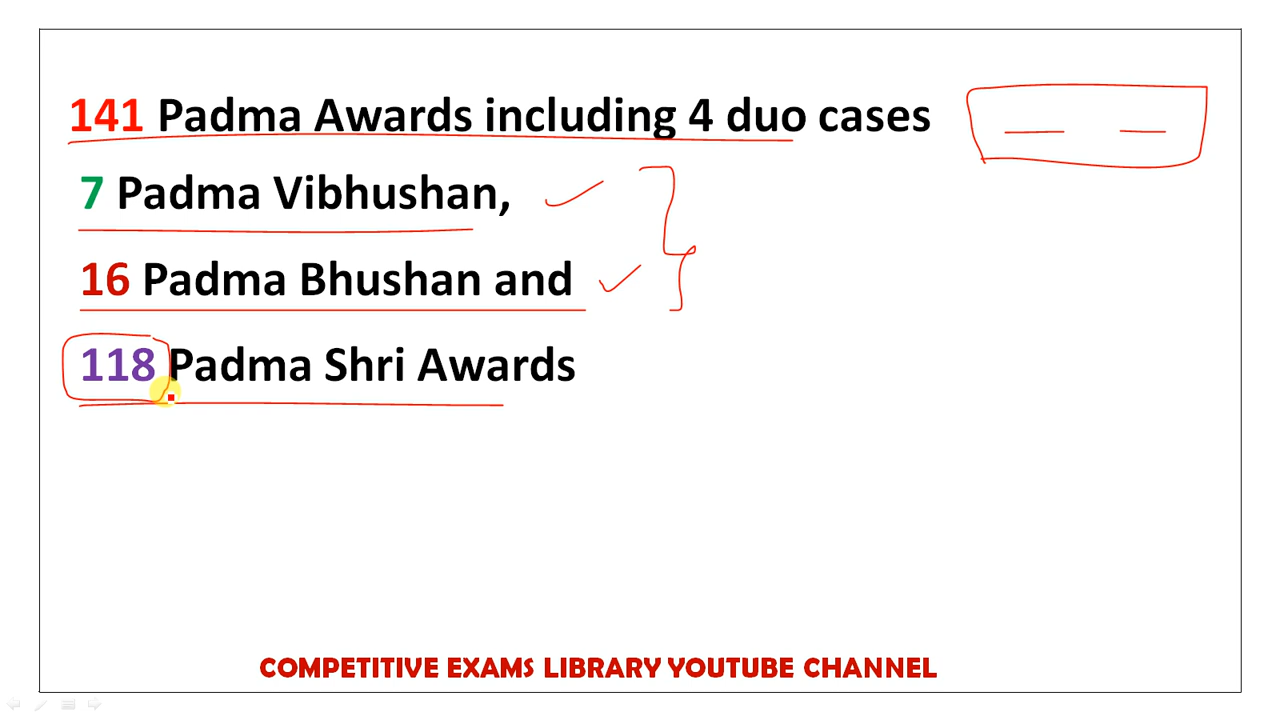 141 Padma Awards including 4 duo cases
7 Padma Vibhushan,
16 Padma Bhushan and
118 Padma Shri Awards
COMPETITIVE EXAMS LIBRARY YOUTUBE CHANNEL